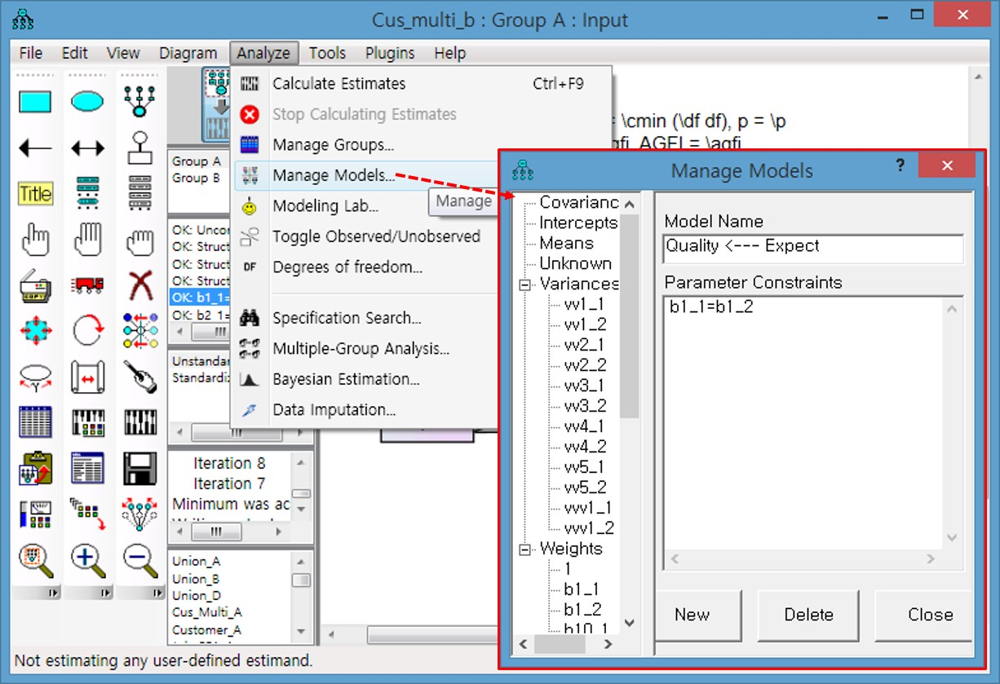 Cus_multi_b : Group A : Input
File Edit View Diagram Analyze Tools Plugins Help
Calculate Estimates Ctrl+F9
Stop Calculating Estimates
Manage Groups...
Manage Models...
Manage
Modeling Lab...
Toggle Observed/Unobserved
DF Degrees of freedom...
Specification Search...
Multiple-Group Analysis...
Bayesian Estimation...
Data Imputation...
Title
COPY
Y
Group A
Group B
OK: Uncor
OK: Struct
OK: Struct
OK: Struct
OK: b1_1=
OK: b2_1=
Unstandar
Standardiz
Iteration 8
Iteration 7
Minimum was ac
Union_A
Union_B
Union_D
Cus_Multi_A
Customer_A
= \cmin (\df df), p = \p
gfi, AGFI = \agfi
Manage Models
?
Covarianc
Intercepts
Means
Unknown
Variances
vv1_1
vv1_2
vv2_1
vv2_2
vv3_1
vv3_2
vv4_1
vv4_2
vv5_1
vv5_2
vvv1_1
vvv1_2
Weights
1
b1_1
b1_2
b10_1
Model Name
Quality <--- Expect
Parameter Constraints
b1_1=b1_2
New Delete Close
Not estimating any user-defined estimand.